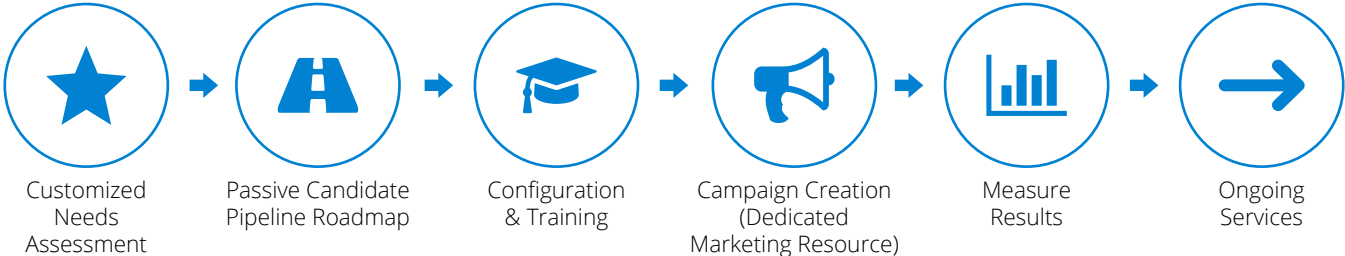 Customized
Needs
Assessment
Passive Candidate
Pipeline Roadmap
Configuration
& Training
Campaign Creation
(Dedicated
Marketing Resource)
Measure
Results
Ongoing
Services